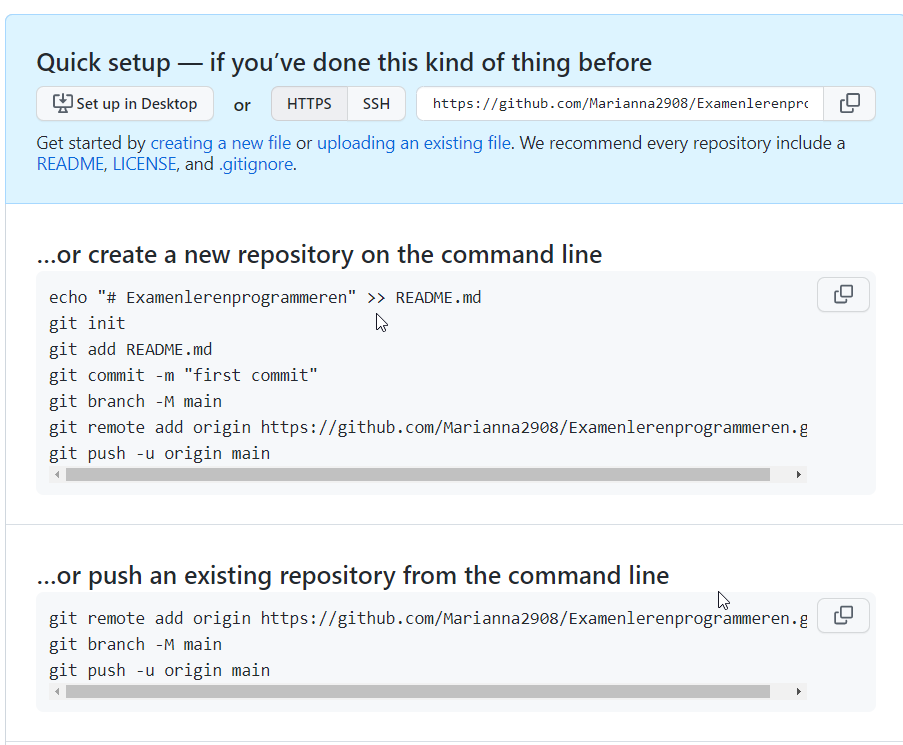 Quick setup — if you’ve done this kind of thing before
Set up in Desktop or HTTPS SSH https://github.com/Marianna2908/Examenlerenpro
Get started by creating a new file or uploading an existing file. We recommend every repository include a
README, LICENSE, and .gitignore.
…or create a new repository on the command line
echo "# Examenlerenprogrammeren" >> README.md
git init
git add README.md
git commit -m "first commit"
git branch -M main
git remote add origin https://github.com/Marianna2908/Examenlerenprogrammeren.g
git push -u origin main
…or push an existing repository from the command line
git remote add origin https://github.com/Marianna2908/Examenlerenprogrammeren.g
git branch -M main
git push -u origin main